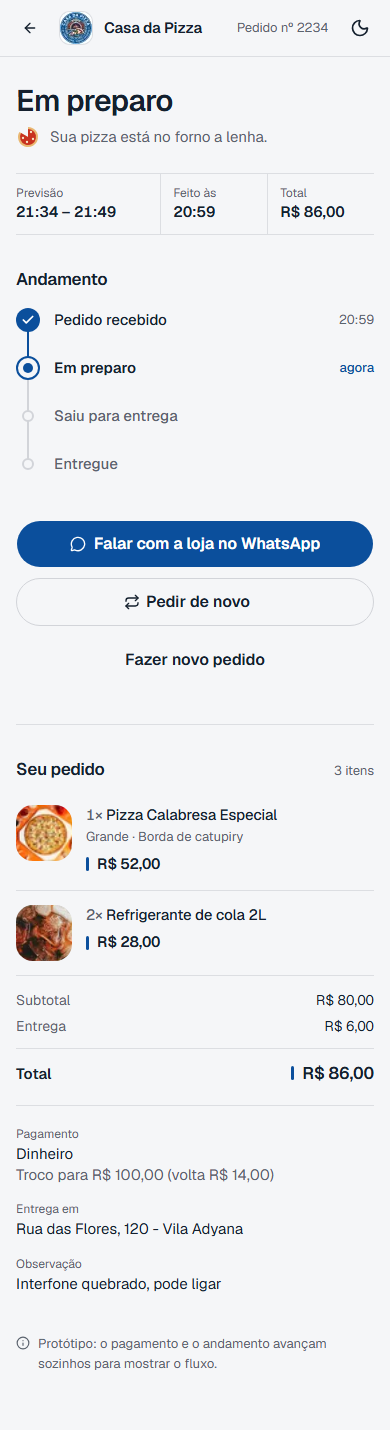 Casa da Pizza
Pedido nº 2234
Em preparo
Sua pizza está no forno a lenha.
Previsão
21:34 – 21:49
Feito às
20:59
Total
R$ 86,00
Andamento
Pedido recebido
20:59
Em preparo
agora
Saiu para entrega
Entregue
Falar com a loja no WhatsApp
Pedir de novo
Fazer novo pedido
Seu pedido
3 itens
1× Pizza Calabresa Especial
Grande · Borda de catupiry
R$ 52,00
2× Refrigerante de cola 2L
R$ 28,00
Subtotal
R$ 80,00
Entrega
R$ 6,00
Total
R$ 86,00
Pagamento
Dinheiro
Troco para R$ 100,00 (volta R$ 14,00)
Entrega em
Rua das Flores, 120 - Vila Adyana
Observação
Interfone quebrado, pode ligar
Protótipo: o pagamento e o andamento avançam
sozinhos para mostrar o fluxo.